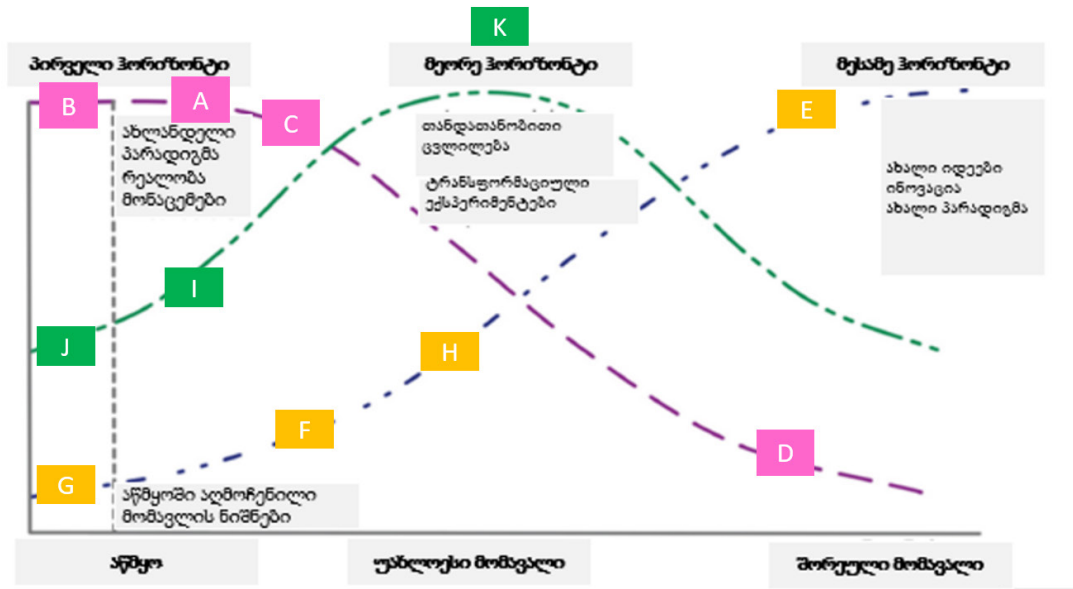 K
პირველი ჰორიზონტი
მეორე ჰორიზონტი
მესამე ჰორიზონტი
B
A
C
E
ახლანდელი
პარადიგმა
რეალობა
მონაცემები
თანდათანობითი
ცვლილება
ტრანსფორმაციული
ექსპერიმენტები
ახალი იდეები
ინოვაცია
ახალი პარადიგმა
I
J
H
F
D
G
აწმყოში აღმოჩენილი
მომავლის ნიშნები
აწმყო
უახლოესი მომავალი
შორეული მომავალი